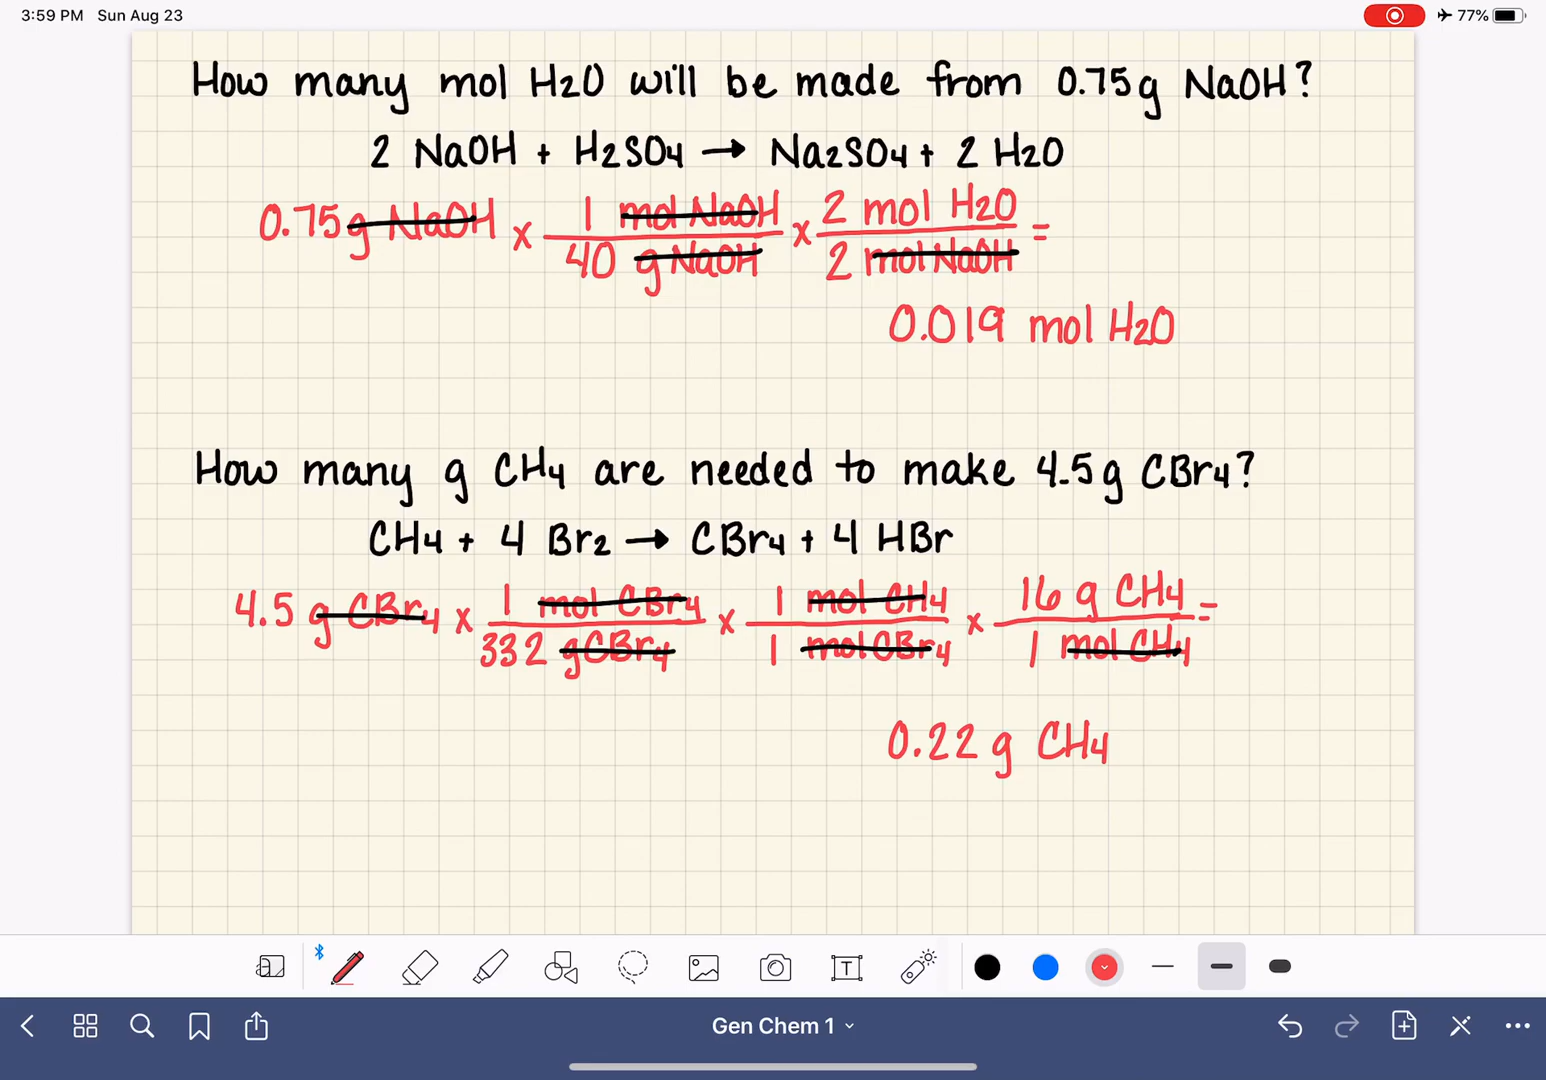 3:59 PM Sun Aug 23
77%
How many mol H2O will be made from 0.75g NaOH?
2 NaOH + H2SO4 → Na2SO4 + 2 H2O
0.75g NaOH x 1 mol NaOH / 40 g NaOH x 2 mol H2O / 2 mol NaOH =
0.019 mol H2O
How many g CH4 are needed to make 4.5g CBr4?
CH4 + 4 Br2 → CBr4 + 4 HBr
4.5 g CBr4 x 1 mol CBr4 / 332 g CBr4 x 1 mol CH4 / 1 mol CBr4 x 16 g CH4 / 1 mol CH4 =
0.22 g CH4
Gen Chem 1